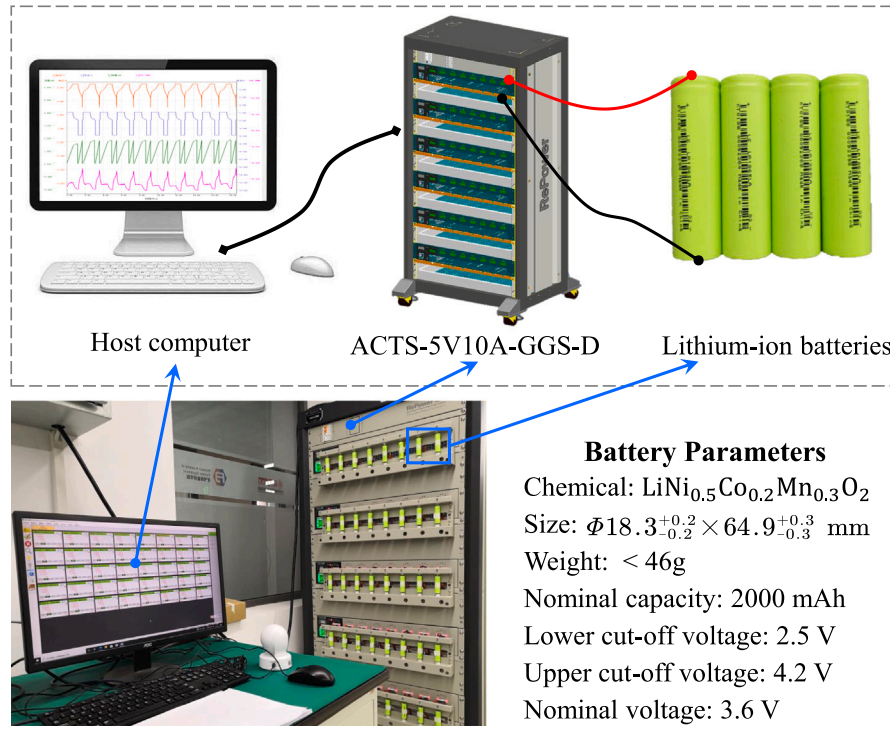 RePower
Host computer
ACTS-5V10A-GGS-D
Lithium-ion batteries
RePower
Battery Parameters
Chemical: LiNi₀.₅Co₀.₂Mn₀.₃O₂
Size: Φ18.3⁺⁰·²₋₀.₂ × 64.9⁺⁰·³₋₀.₃ mm
Weight: < 46g
Nominal capacity: 2000 mAh
Lower cut-off voltage: 2.5 V
Upper cut-off voltage: 4.2 V
Nominal voltage: 3.6 V